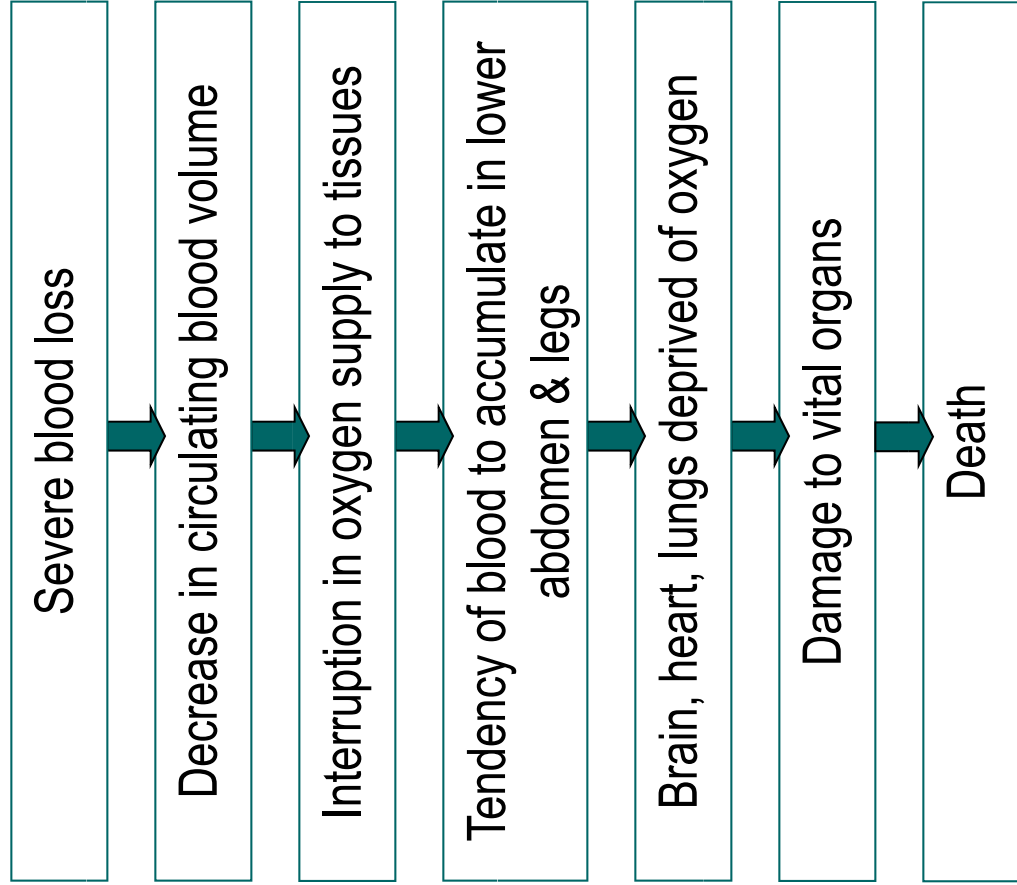 Severe blood loss
Decrease in circulating blood volume
Interruption in oxygen supply to tissues
Tendency of blood to accumulate in lower
abdomen & legs
Brain, heart, lungs deprived of oxygen
Damage to vital organs
Death